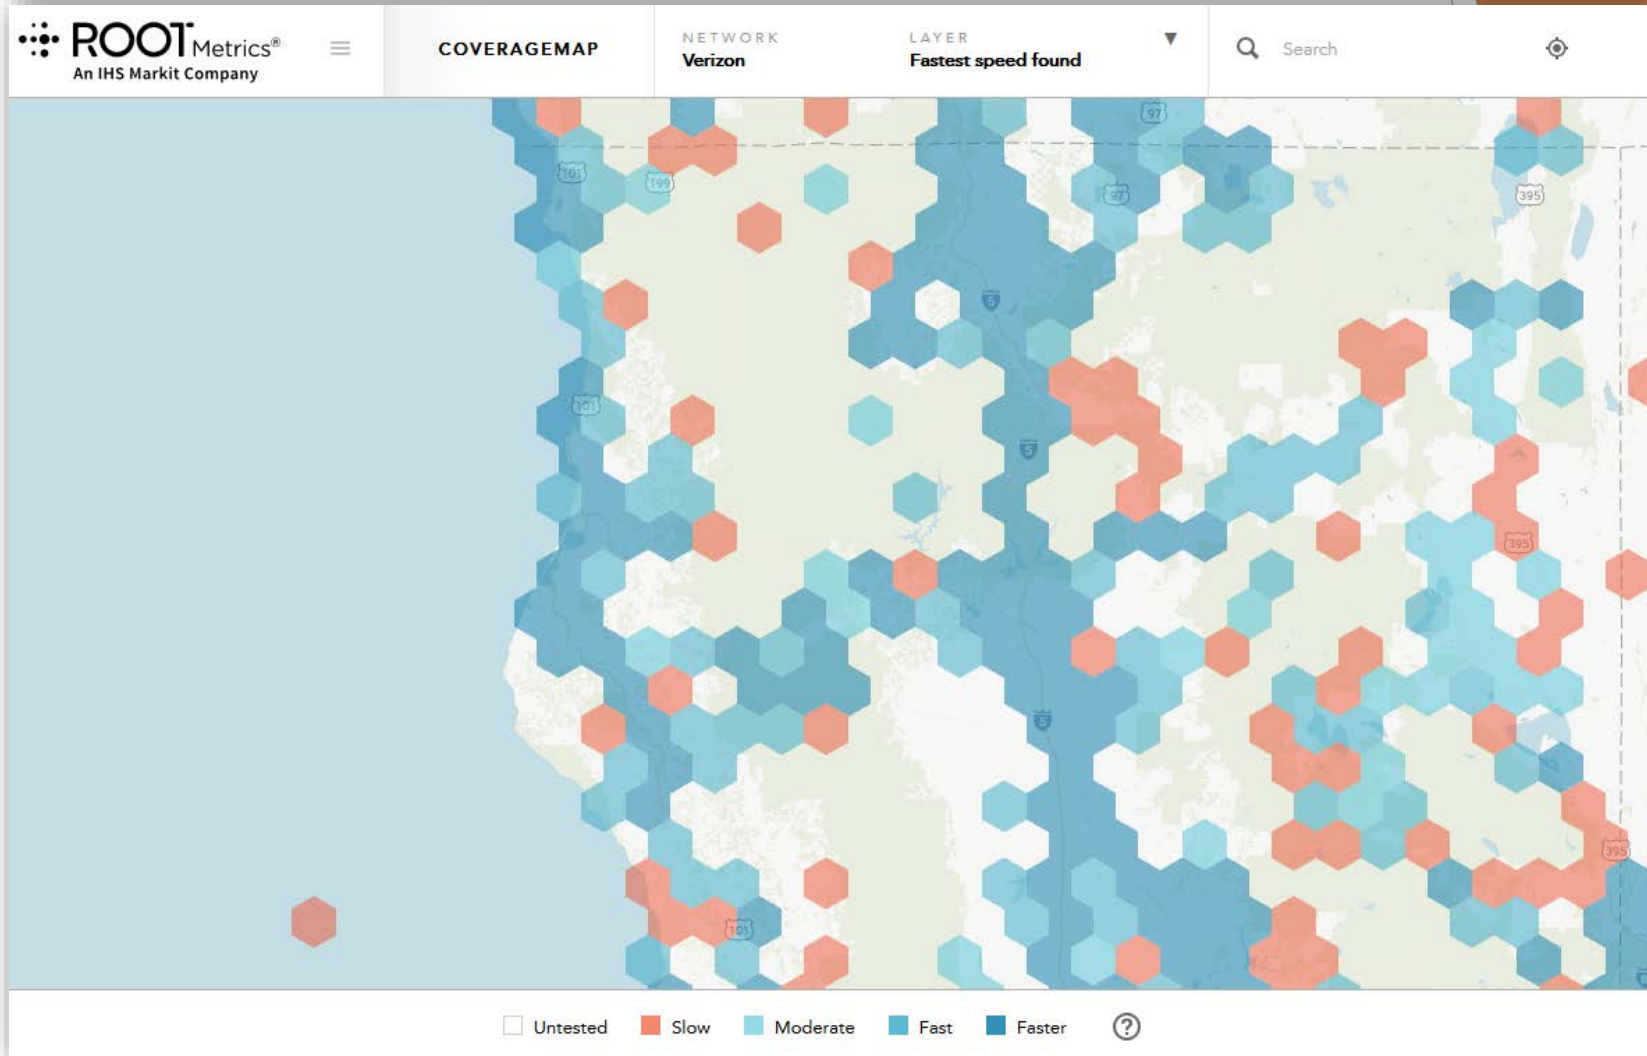 ROOT Metrics®
An IHS Markit Company
COVERAGEMAP
NETWORK
Verizon
LAYER
Fastest speed found
▼
Search
97
101
199
97
395
5
101
5
395
5
395
101
Untested
Slow
Moderate
Fast
Faster
?